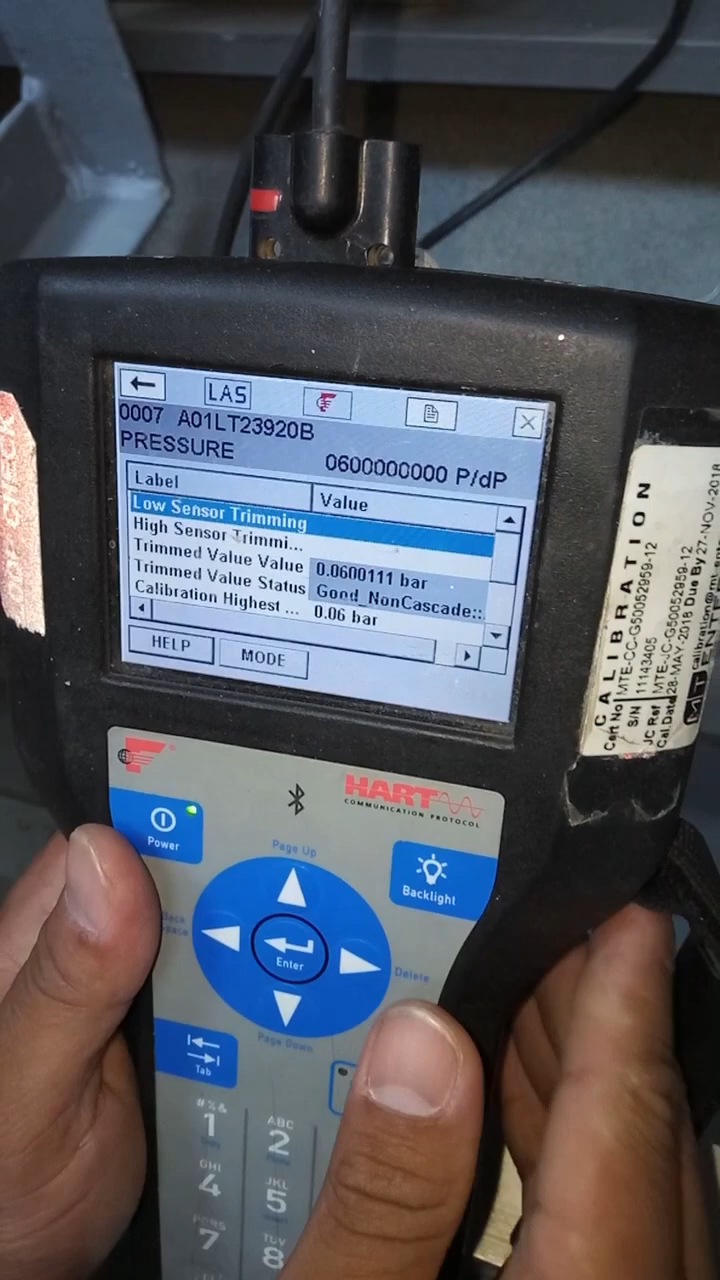 LAS
0007 A01LT23920B
PRESSURE
0600000000 P/dP
Label Value
Low Sensor Trimming
High Sensor Trimmi...
Trimmed Value Value 0.0600111 bar
Trimmed Value Status Good_NonCascade::
Calibration Highest ... 0.06 bar
HELP MODE
CALIBRATION
Cert No MTE-CC-G50052959-12
S/N 11143405
JC Ref MTE-JC-G50052959-12
Cal.Date 28-MAY-2018 Due By 27-NOV-2018
HART
COMMUNICATION PROTOCOL
Power
Page Up
Backlight
Back
Space
Enter
Delete
Page Down
Tab
#%&
1
ABC
2
GHI
4
JKL
5
PQRS
7
TUV
8